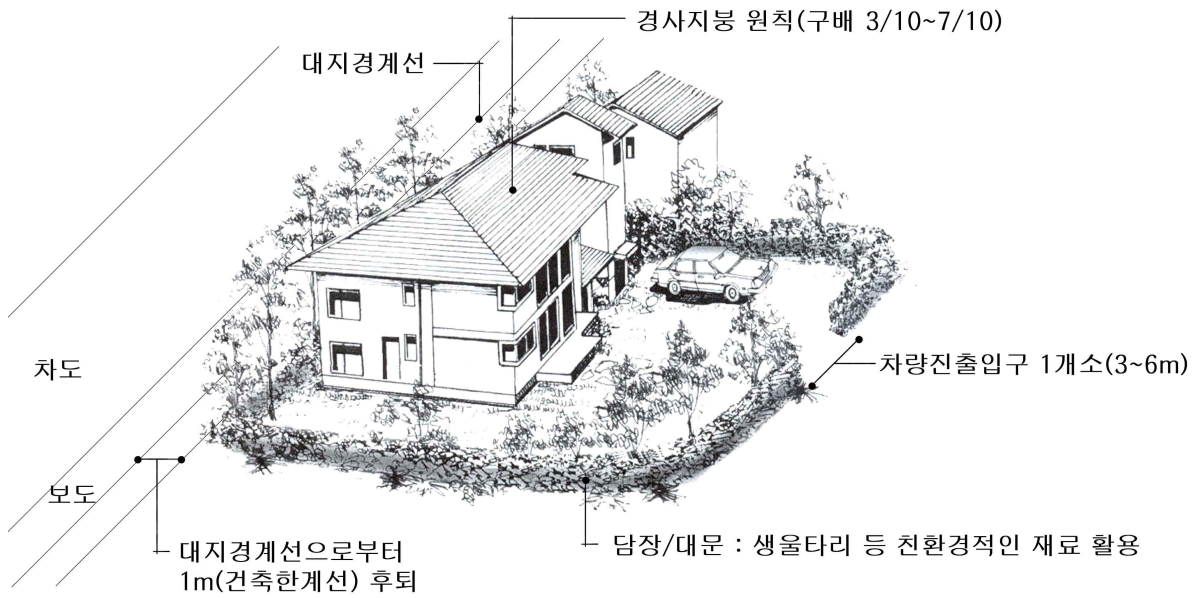 경사지붕 원칙(구배 3/10~7/10)
대지경계선
차도
차량진출입구 1개소(3~6m)
보도
담장/대문 : 생울타리 등 친환경적인 재료 활용
대지경계선으로부터
1m(건축한계선) 후퇴